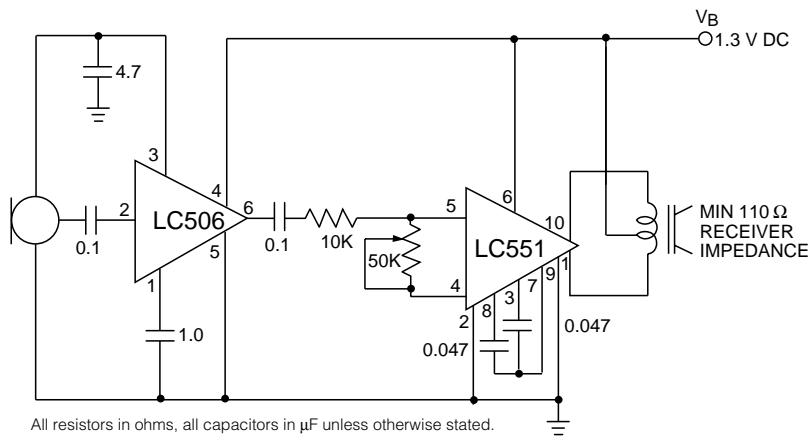 VB
1.3 V DC
4.7
3
4
6
2
LC506
0.1
5
1
1.0
0.1
10K
50K
6
5
10
LC551
4
1
9
7
3
8
2
0.047
0.047
MIN 110 Ω
RECEIVER
IMPEDANCE
All resistors in ohms, all capacitors in µF unless otherwise stated.